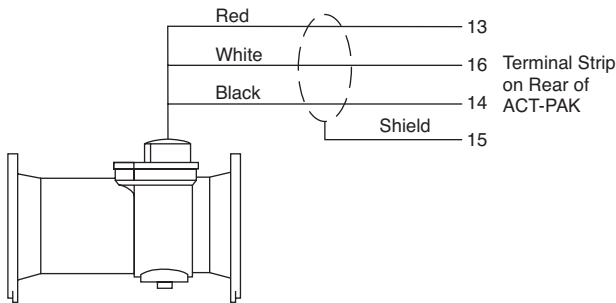 Red
13
White
16
Terminal Strip
on Rear of
ACT-PAK
Black
14
Shield
15